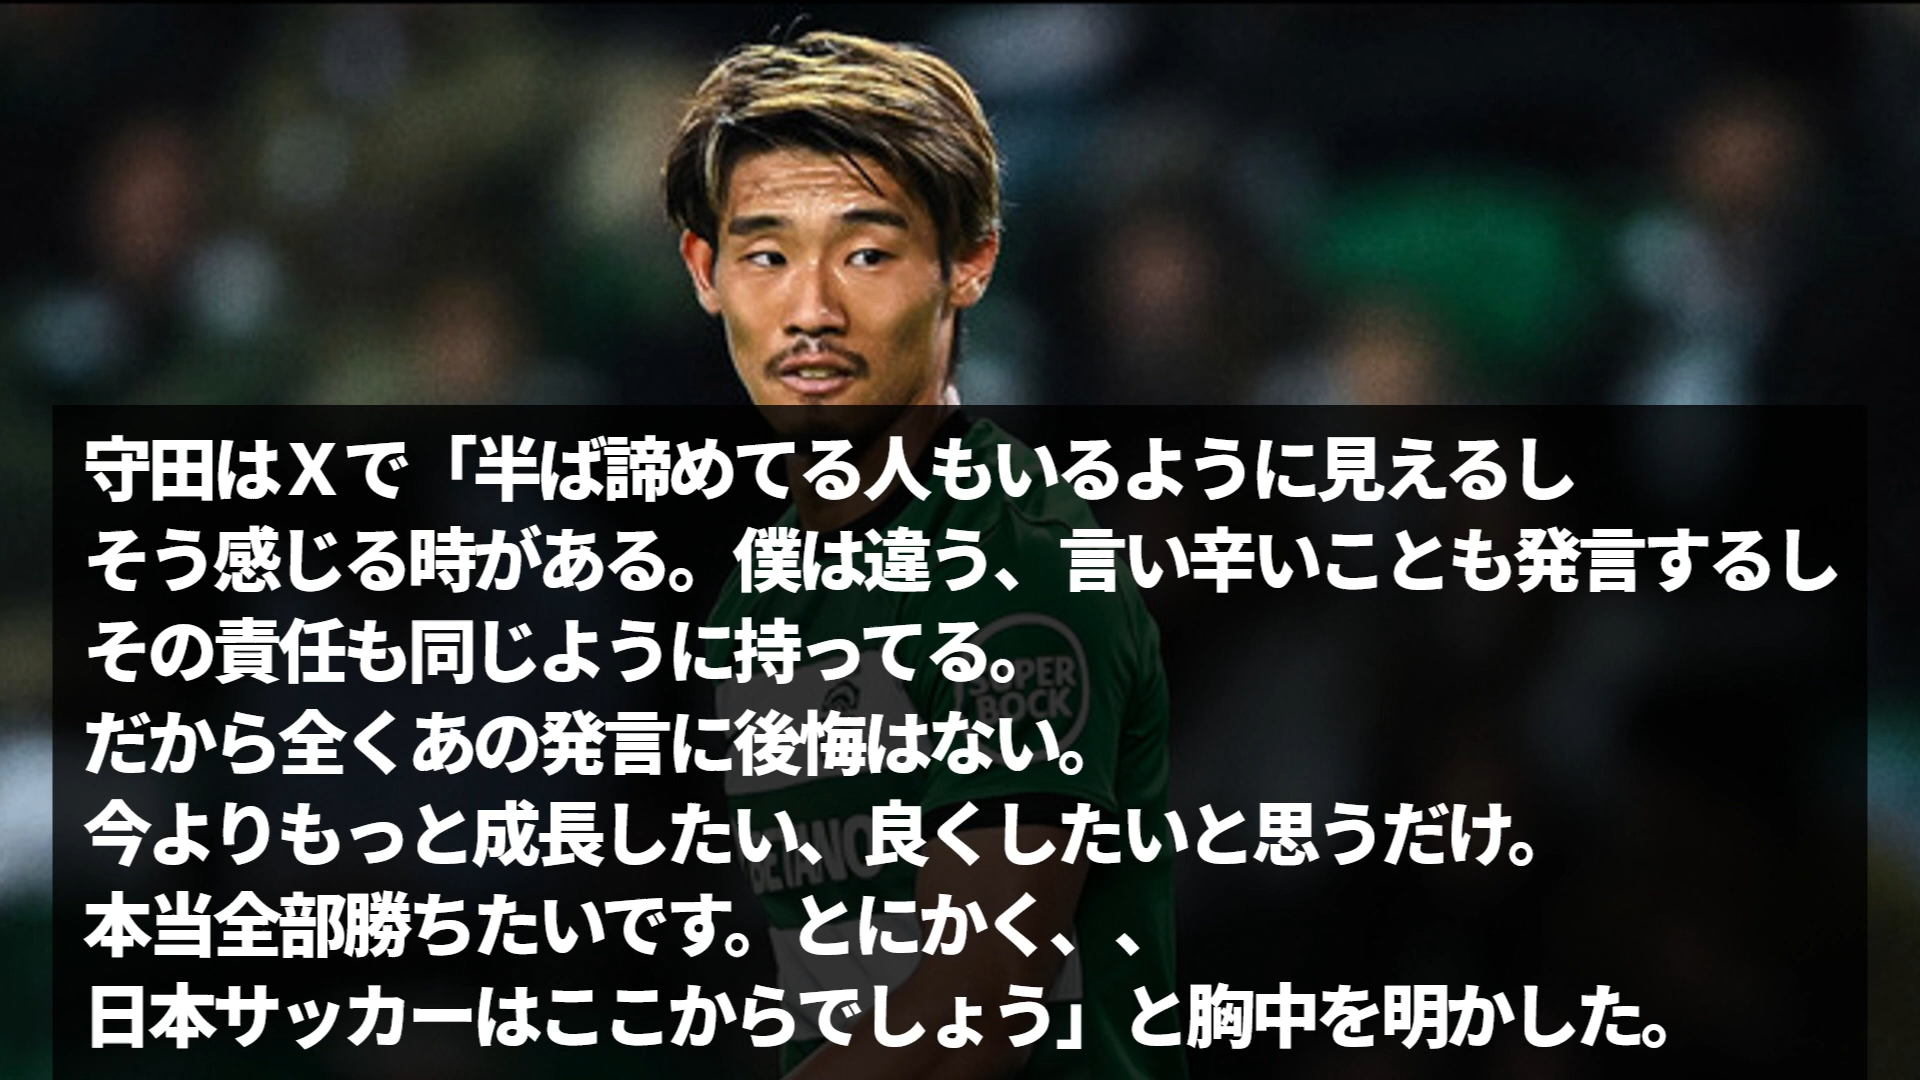 守田はＸで「半ば諦めてる人もいるように見えるし
そう感じる時がある。僕は違う、言い辛いことも発言するし
その責任も同じように持ってる。
だから全くあの発言に後悔はない。
今よりもっと成長したい、良くしたいと思うだけ。
本当全部勝ちたいです。とにかく、、
日本サッカーはここからでしょう」と胸中を明かした。
SUPER
BOCK
BETANO